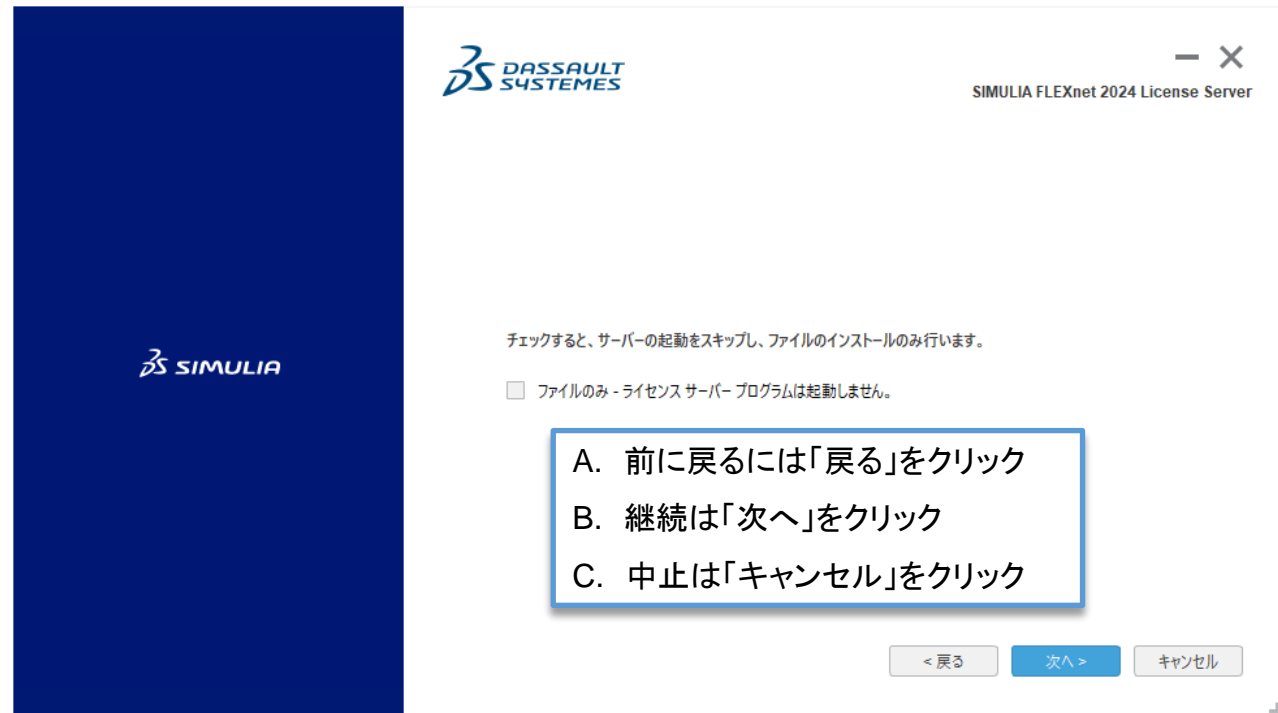 DASSAULT
SYSTEMES
SIMULIA FLEXnet 2024 License Server
SIMULIA
チェックすると、サーバーの起動をスキップし、ファイルのインストールのみ行います。
ファイルのみ - ライセンス サーバー プログラムは起動しません。
A. 前に戻るには「戻る」をクリック
B. 継続は「次へ」をクリック
C. 中止は「キャンセル」をクリック
< 戻る 次へ > キャンセル